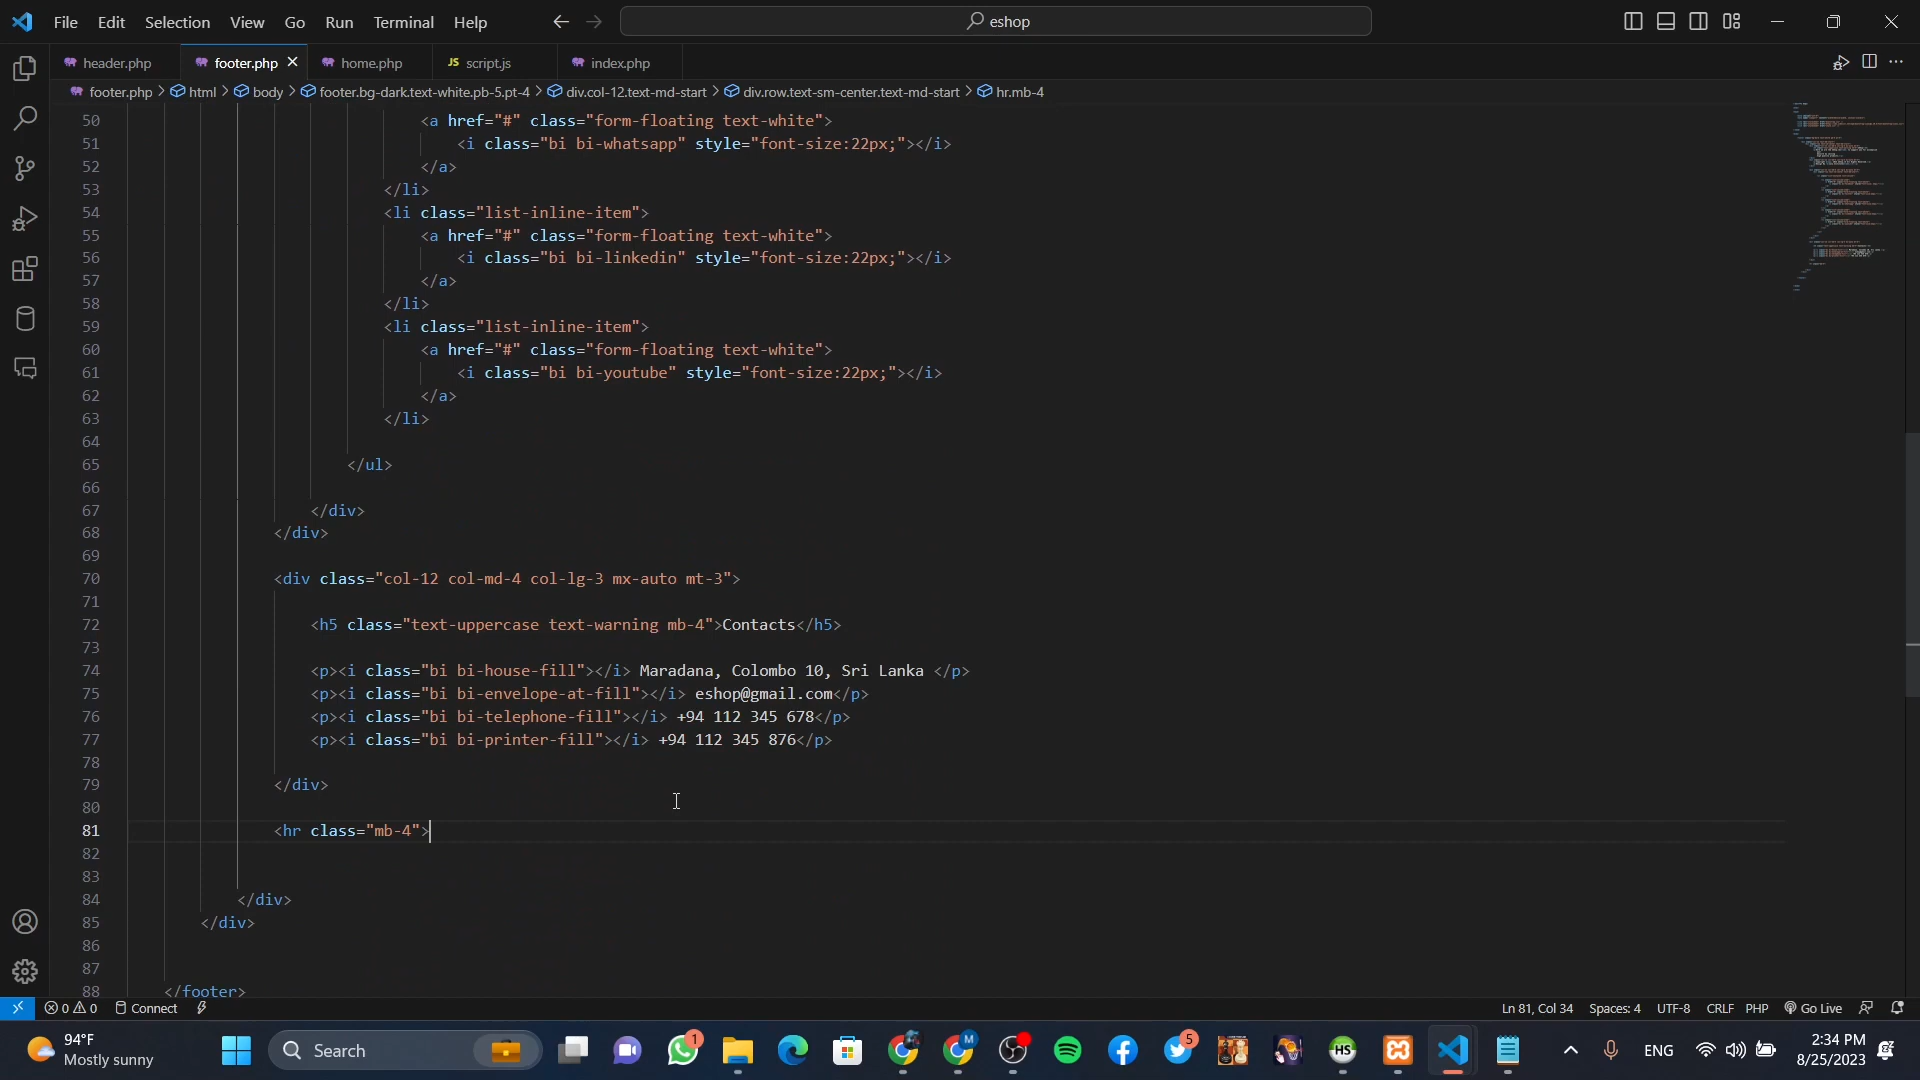 File Edit Selection View Go Run Terminal Help eshop
header.php footer.php home.php JS script.js index.php
footer.php > html > body > footer.bg-dark.text-white.pb-5.pt-4 > div.col-12.text-md-start > div.row.text-sm-center.text-md-start > hr.mb-4
50 <a href="#" class="form-floating text-white">
51 <i class="bi bi-whatsapp" style="font-size:22px;"></i>
52 </a>
53 </li>
54 <li class="list-inline-item">
55 <a href="#" class="form-floating text-white">
56 <i class="bi bi-linkedin" style="font-size:22px;"></i>
57 </a>
58 </li>
59 <li class="list-inline-item">
60 <a href="#" class="form-floating text-white">
61 <i class="bi bi-youtube" style="font-size:22px;"></i>
62 </a>
63 </li>
64
65 </ul>
66
67 </div>
68 </div>
69
70 <div class="col-12 col-md-4 col-lg-3 mx-auto mt-3">
71
72 <h5 class="text-uppercase text-warning mb-4">Contacts</h5>
73
74 <p><i class="bi bi-house-fill"></i> Maradana, Colombo 10, Sri Lanka </p>
75 <p><i class="bi bi-envelope-at-fill"></i> eshop@gmail.com</p>
76 <p><i class="bi bi-telephone-fill"></i> +94 112 345 678</p>
77 <p><i class="bi bi-printer-fill"></i> +94 112 345 876</p>
78
79 </div>
80
81 <hr class="mb-4">
82
83
84 </div>
85 </div>
86
87
88 </footer>
0 0 Connect Ln 81, Col 34 Spaces: 4 UTF-8 CRLF PHP Go Live
94°F
Mostly sunny
Search
1
M
5
HS
ENG
2:34 PM
8/25/2023